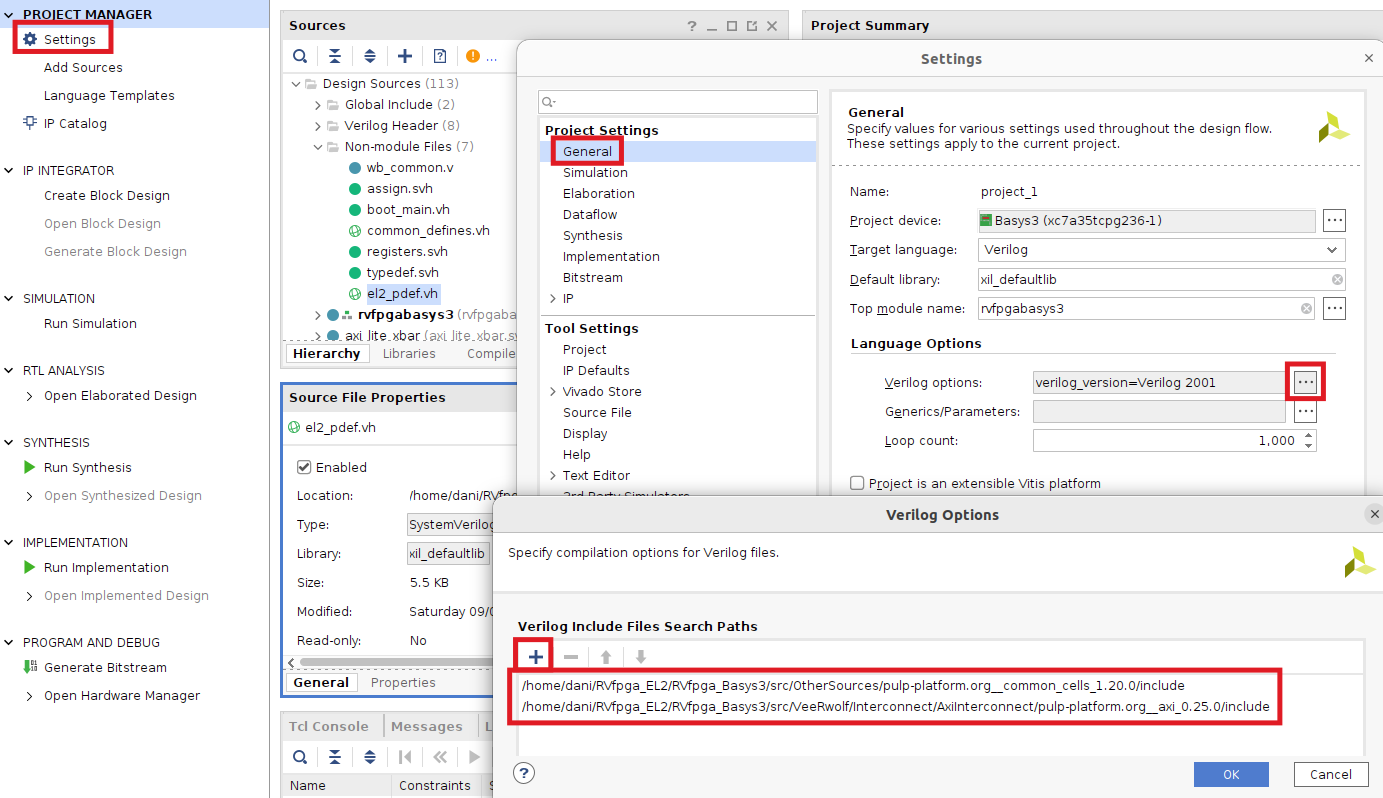 PROJECT MANAGER
Settings
Add Sources
Language Templates
IP Catalog
IP INTEGRATOR
Create Block Design
Open Block Design
Generate Block Design
SIMULATION
Run Simulation
RTL ANALYSIS
Open Elaborated Design
SYNTHESIS
Run Synthesis
Open Synthesized Design
IMPLEMENTATION
Run Implementation
Open Implemented Design
PROGRAM AND DEBUG
Generate Bitstream
Open Hardware Manager
Sources
Design Sources (113)
Global Include (2)
Verilog Header (8)
Non-module Files (7)
wb_common.v
assign.svh
boot_main.vh
common_defines.vh
registers.svh
typedef.svh
el2_pdef.vh
rvfpgabasys3 (rvfpgabas
axi_lite_xbar (axi_lite_xbar.sv
Hierarchy Libraries Compile
Source File Properties
el2_pdef.vh
Enabled
Location: /home/dani/RVfpg
Type: SystemVerilog
Library: xil_defaultlib
Size: 5.5 KB
Modified: Saturday 09/0
Read-only: No
General Properties
Tcl Console Messages L
Name Constraints S
Project Summary
Settings
Project Settings
General
Simulation
Elaboration
Dataflow
Synthesis
Implementation
Bitstream
IP
Tool Settings
Project
IP Defaults
Vivado Store
Source File
Display
Help
Text Editor
3rd Party Simulators
General
Specify values for various settings used throughout the design flow.
These settings apply to the current project.
Name: project_1
Project device: Basys3 (xc7a35tcpg236-1)
Target language: Verilog
Default library: xil_defaultlib
Top module name: rvfpgabasys3
Language Options
Verilog options: verilog_version=Verilog 2001
Generics/Parameters:
Loop count: 1,000
Project is an extensible Vitis platform
Verilog Options
Specify compilation options for Verilog files.
Verilog Include Files Search Paths
/home/dani/RVfpga_EL2/RVfpga_Basys3/src/OtherSources/pulp-platform.org__common_cells_1.20.0/include
/home/dani/RVfpga_EL2/RVfpga_Basys3/src/VeeRwolf/Interconnect/AxiInterconnect/pulp-platform.org__axi_0.25.0/include
OK Cancel